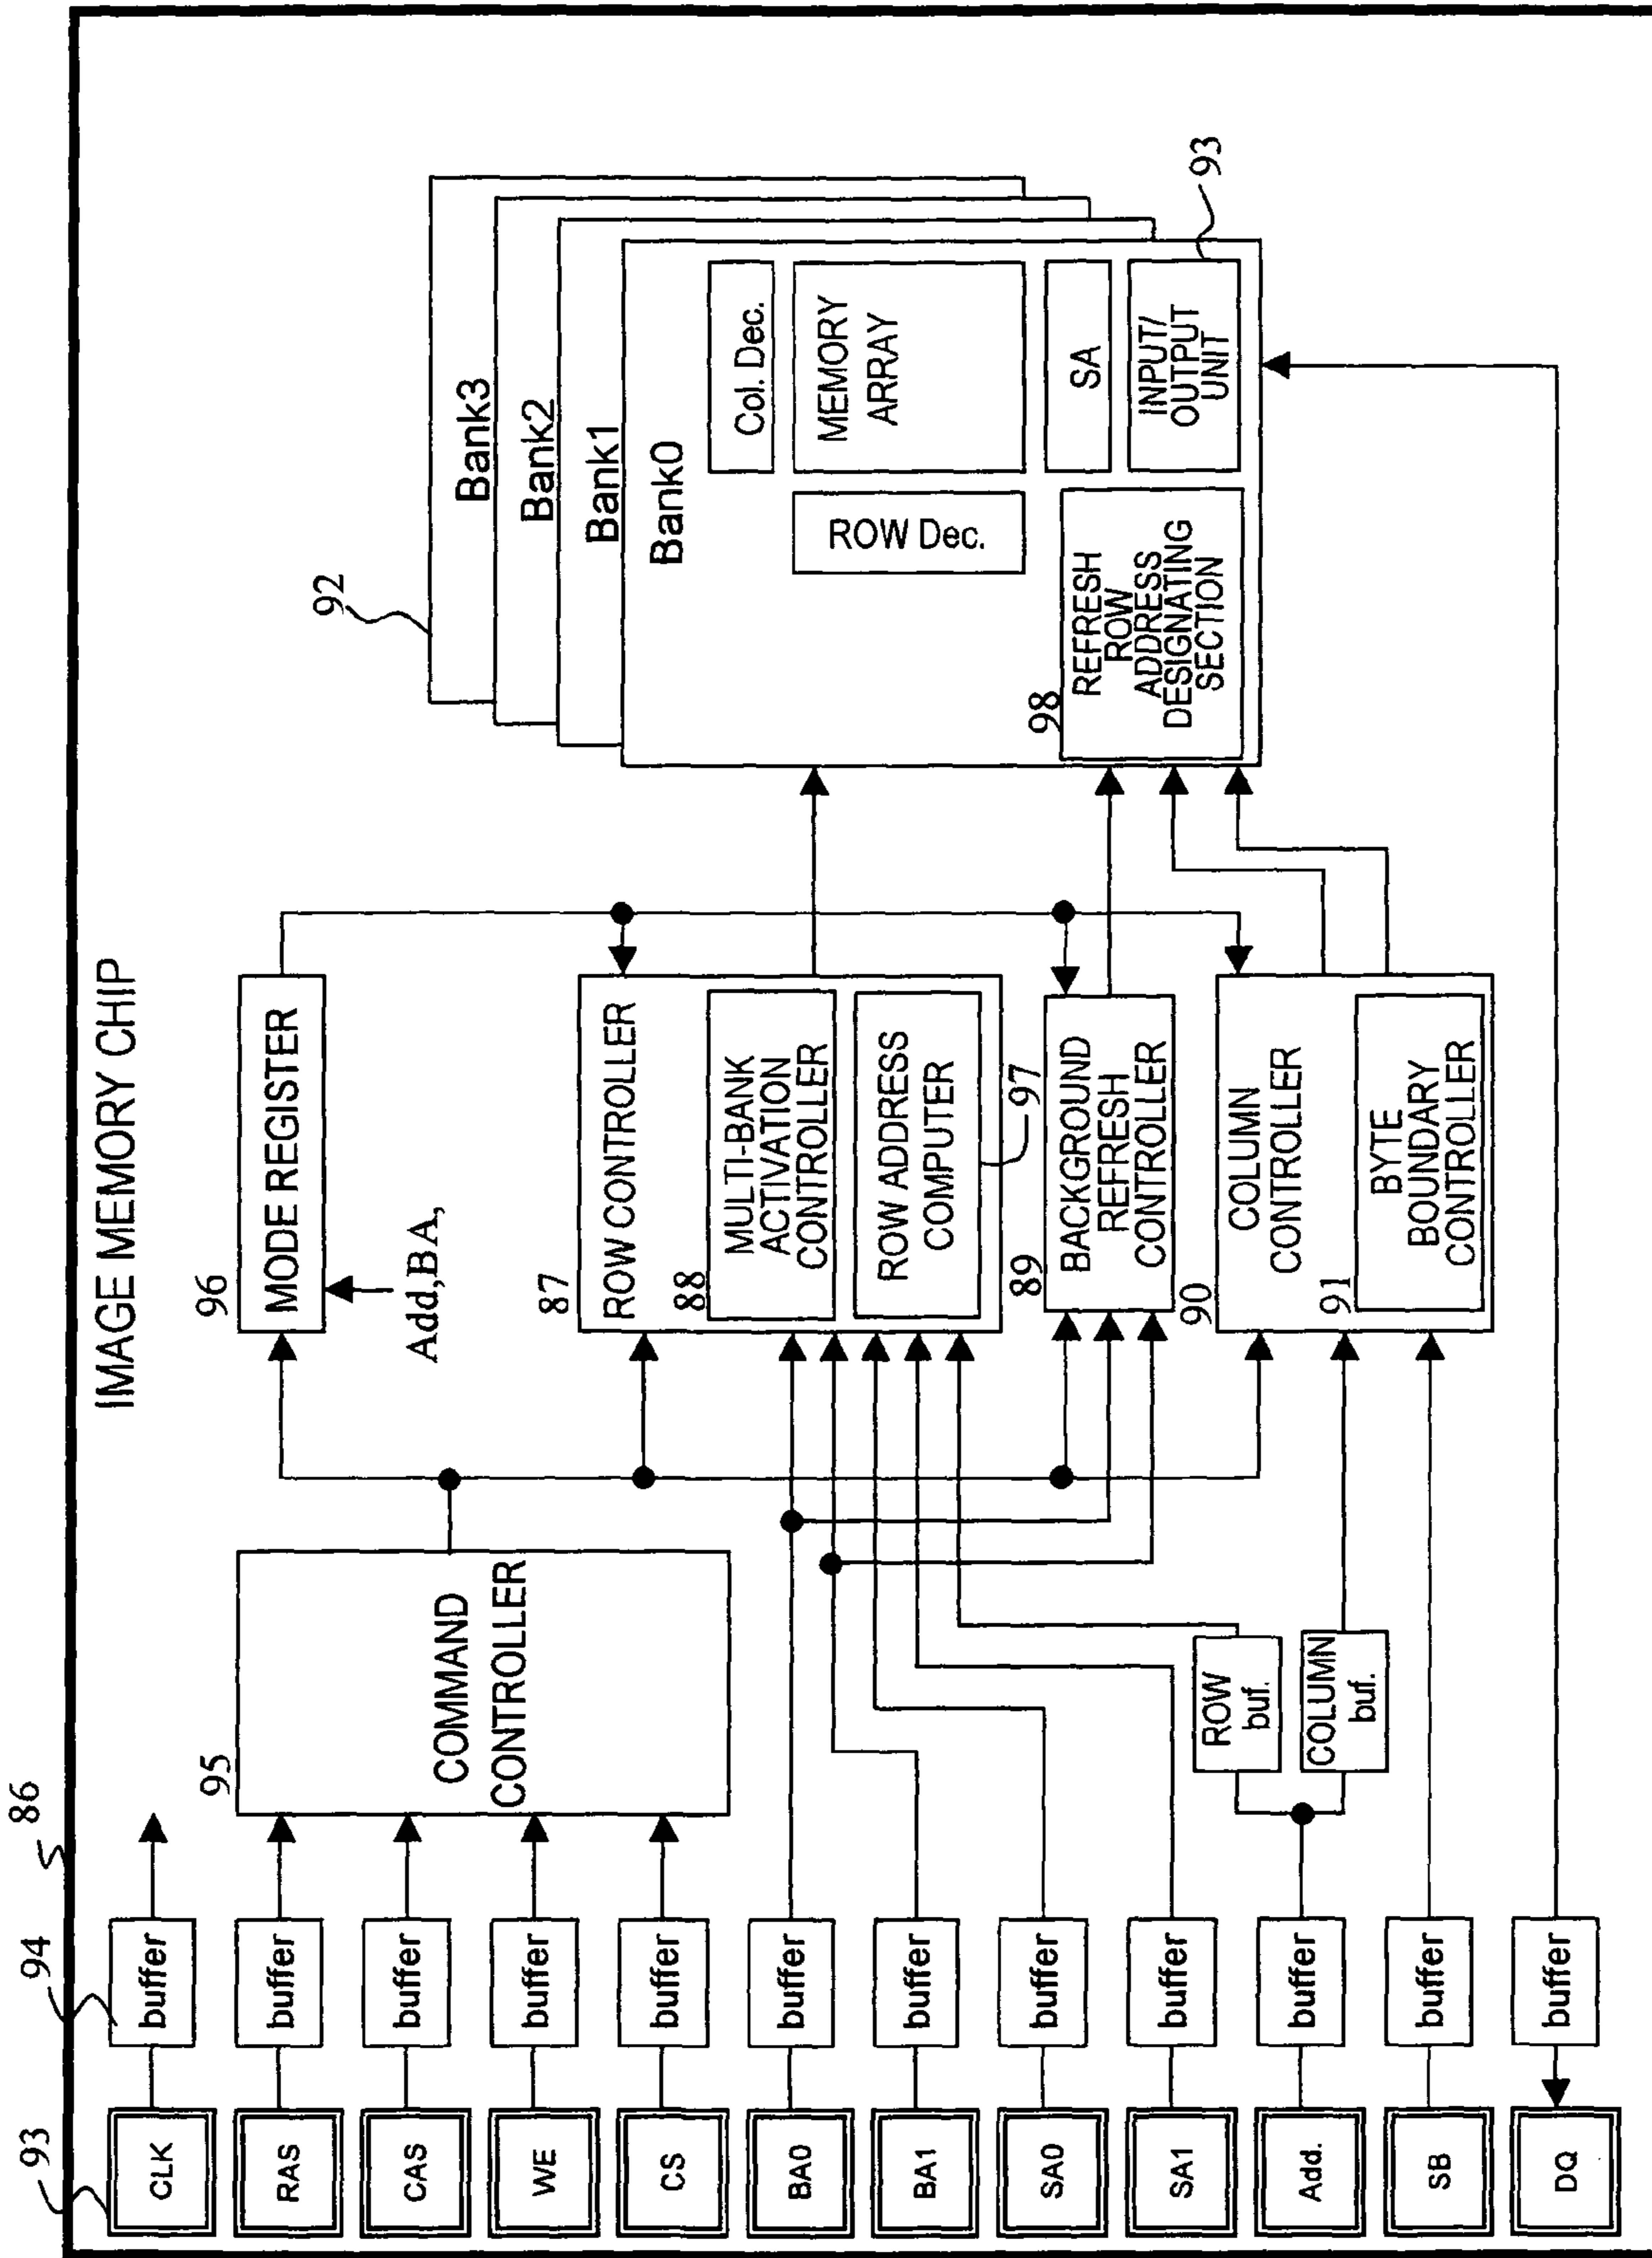 IMAGE MEMORY CHIP
86
93
94
CLK
buffer
RAS
buffer
CAS
buffer
WE
buffer
CS
buffer
BA0
buffer
BA1
buffer
SA0
buffer
SA1
buffer
Add.
buffer
SB
buffer
DQ
buffer
95
COMMAND
CONTROLLER
ROW
buf.
COLUMN
buf.
96
MODE REGISTER
Add,BA,
87
ROW CONTROLLER
88
MULTI-BANK
ACTIVATION
CONTROLLER
ROW ADDRESS
COMPUTER
97
89
BACKGROUND
REFRESH
CONTROLLER
90
COLUMN
CONTROLLER
91
BYTE
BOUNDARY
CONTROLLER
92
Bank3
Bank2
Bank1
Bank0
Col. Dec.
ROW Dec.
MEMORY
ARRAY
SA
98
REFRESH
ROW
ADDRESS
DESIGNATING
SECTION
INPUT/
OUTPUT
UNIT
93